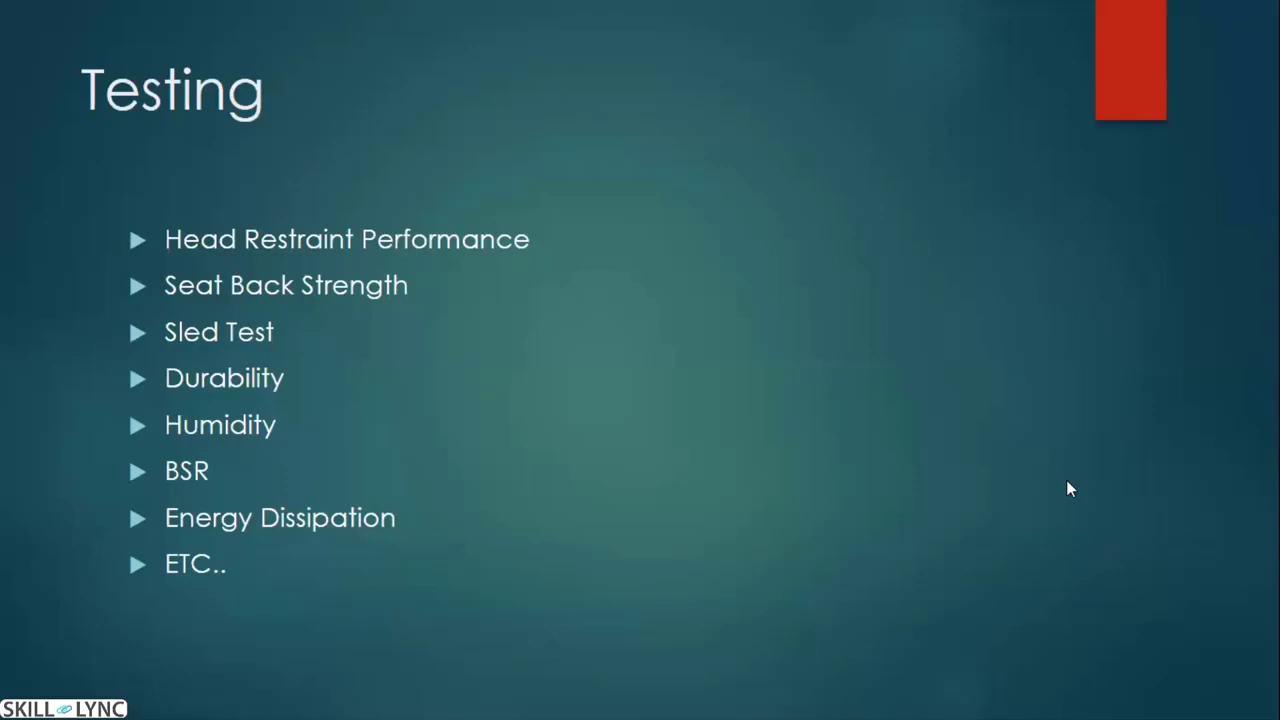 Testing
Head Restraint Performance
Seat Back Strength
Sled Test
Durability
Humidity
BSR
Energy Dissipation
ETC..
SKILL LYNC